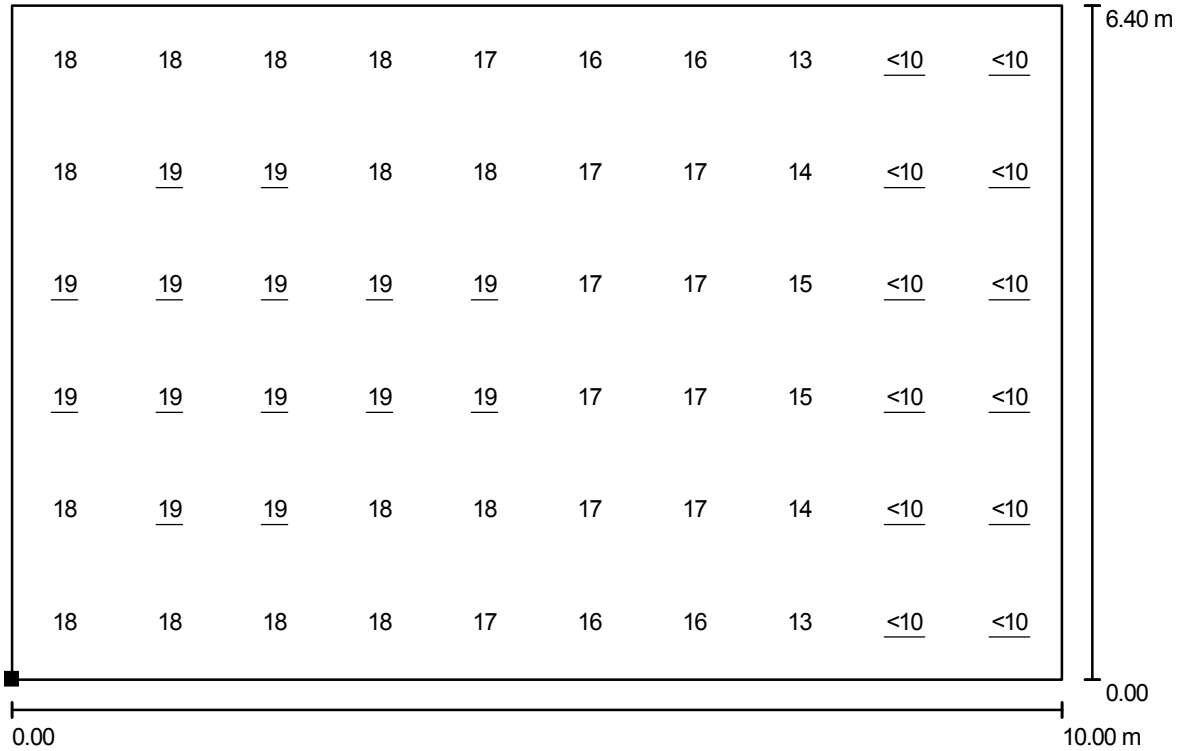 6.40 m
18 18 18 18 17 16 16 13 <10 <10
18 19 19 18 18 17 17 14 <10 <10
19 19 19 19 19 17 17 15 <10 <10
19 19 19 19 19 17 17 15 <10 <10
18 19 19 18 18 17 17 14 <10 <10
18 18 18 18 17 16 16 13 <10 <10
0.00
0.00 10.00 m